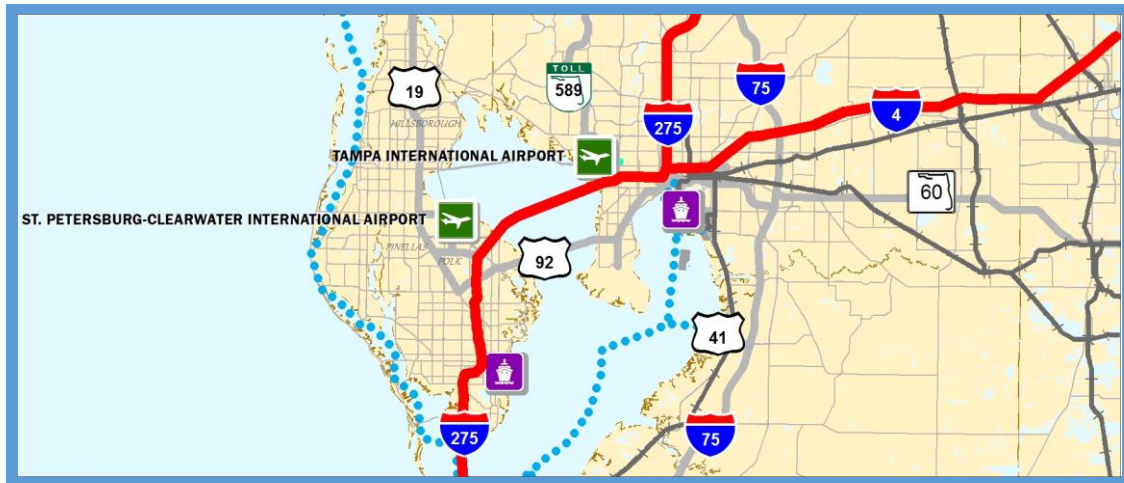 19
TOLL
589
75
4
275
HILLSBOROUGH
TAMPA INTERNATIONAL AIRPORT
60
ST. PETERSBURG-CLEARWATER INTERNATIONAL AIRPORT
PINELLAS
POLK
92
41
275
75